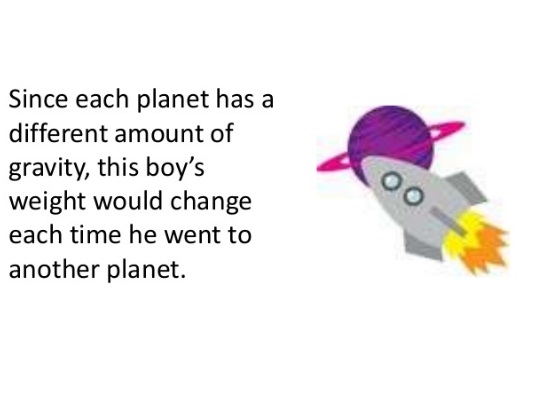 Since each planet has a
different amount of
gravity, this boy’s
weight would change
each time he went to
another planet.